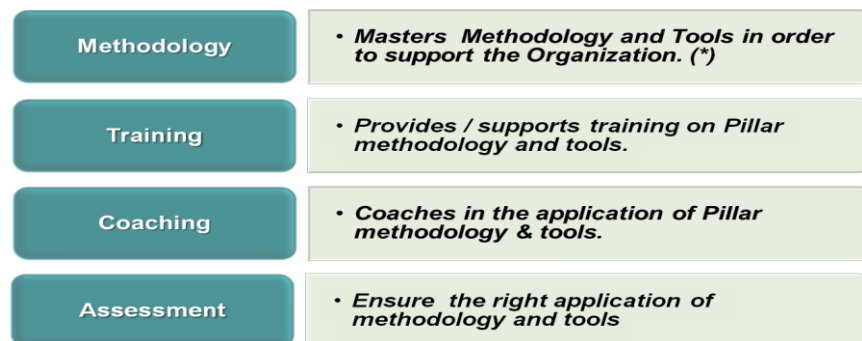 Methodology
• Masters Methodology and Tools in order
to support the Organization. (*)
Training
• Provides / supports training on Pillar
methodology and tools.
Coaching
• Coaches in the application of Pillar
methodology & tools.
Assessment
• Ensure the right application of
methodology and tools